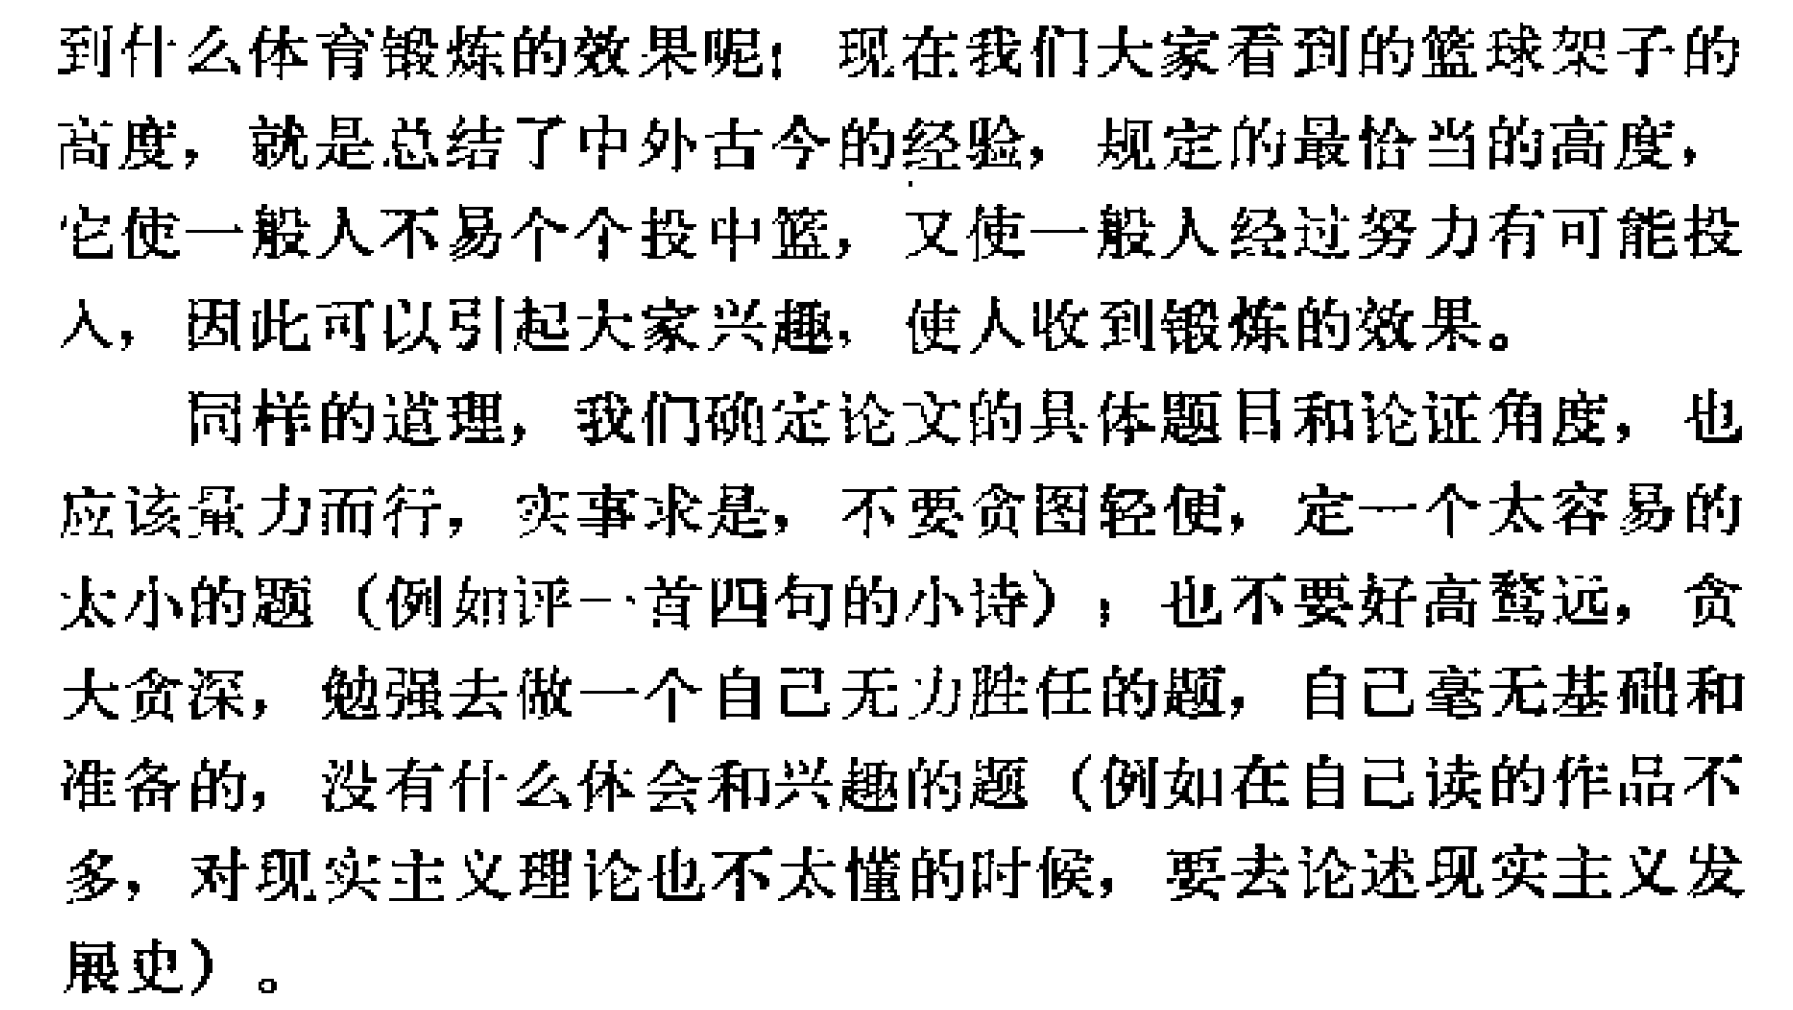 到什么体育锻炼的效果呢！现在我们大家看到的篮球架子的
高度，就是总结了中外古今的经验，规定的最恰当的高度，
它使一般人不易个个投中篮，又使一般人经过努力有可能投
入，因此可以引起大家兴趣，使人收到锻炼的效果。
同样的道理，我们确定论文的具体题目和论证角度，也
应该量力而行，实事求是，不要贪图轻便，定一个太容易的
太小的题（例如评一首四句的小诗）；也不要好高鹜远，贪
大贪深，勉强去做一个自己无力胜任的题，自己毫无基础和
准备的，没有什么体会和兴趣的题（例如在自己读的作品不
多，对现实主义理论也不太懂的时候，要去论述现实主义发
展史）。